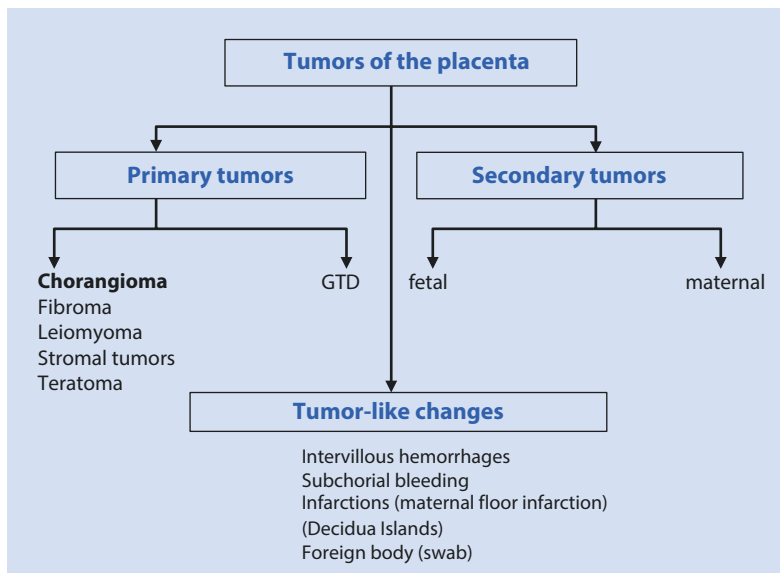 Tumors of the placenta
Primary tumors
Secondary tumors
Chorangioma
Fibroma
Leiomyoma
Stromal tumors
Teratoma
GTD
fetal
maternal
Tumor-like changes
Intervillous hemorrhages
Subchorial bleeding
Infarctions (maternal floor infarction)
(Decidua Islands)
Foreign body (swab)